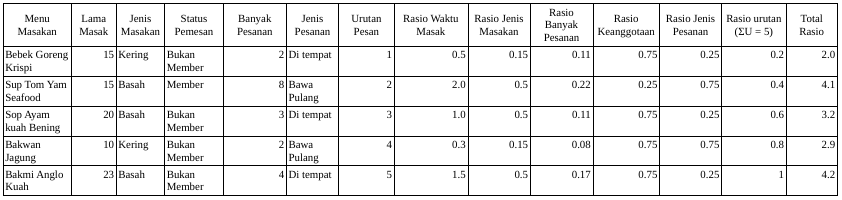 Menu Masakan Lama Masak Jenis Masakan Status Pemesan Banyak Pesanan Jenis Pesanan Urutan Pesan Rasio Waktu Masak Rasio Jenis Masakan Rasio Banyak Pesanan Rasio Keanggotaan Rasio Jenis Pesanan Rasio urutan (ΣU = 5) Total Rasio
Bebek Goreng Krispi 15 Kering Bukan Member 2 Di tempat 1 0.5 0.15 0.11 0.75 0.25 0.2 2.0
Sup Tom Yam Seafood 15 Basah Member 8 Bawa Pulang 2 2.0 0.5 0.22 0.25 0.75 0.4 4.1
Sop Ayam kuah Bening 20 Basah Bukan Member 3 Di tempat 3 1.0 0.5 0.11 0.75 0.25 0.6 3.2
Bakwan Jagung 10 Kering Bukan Member 2 Bawa Pulang 4 0.3 0.15 0.08 0.75 0.75 0.8 2.9
Bakmi Anglo Kuah 23 Basah Bukan Member 4 Di tempat 5 1.5 0.5 0.17 0.75 0.25 1 4.2